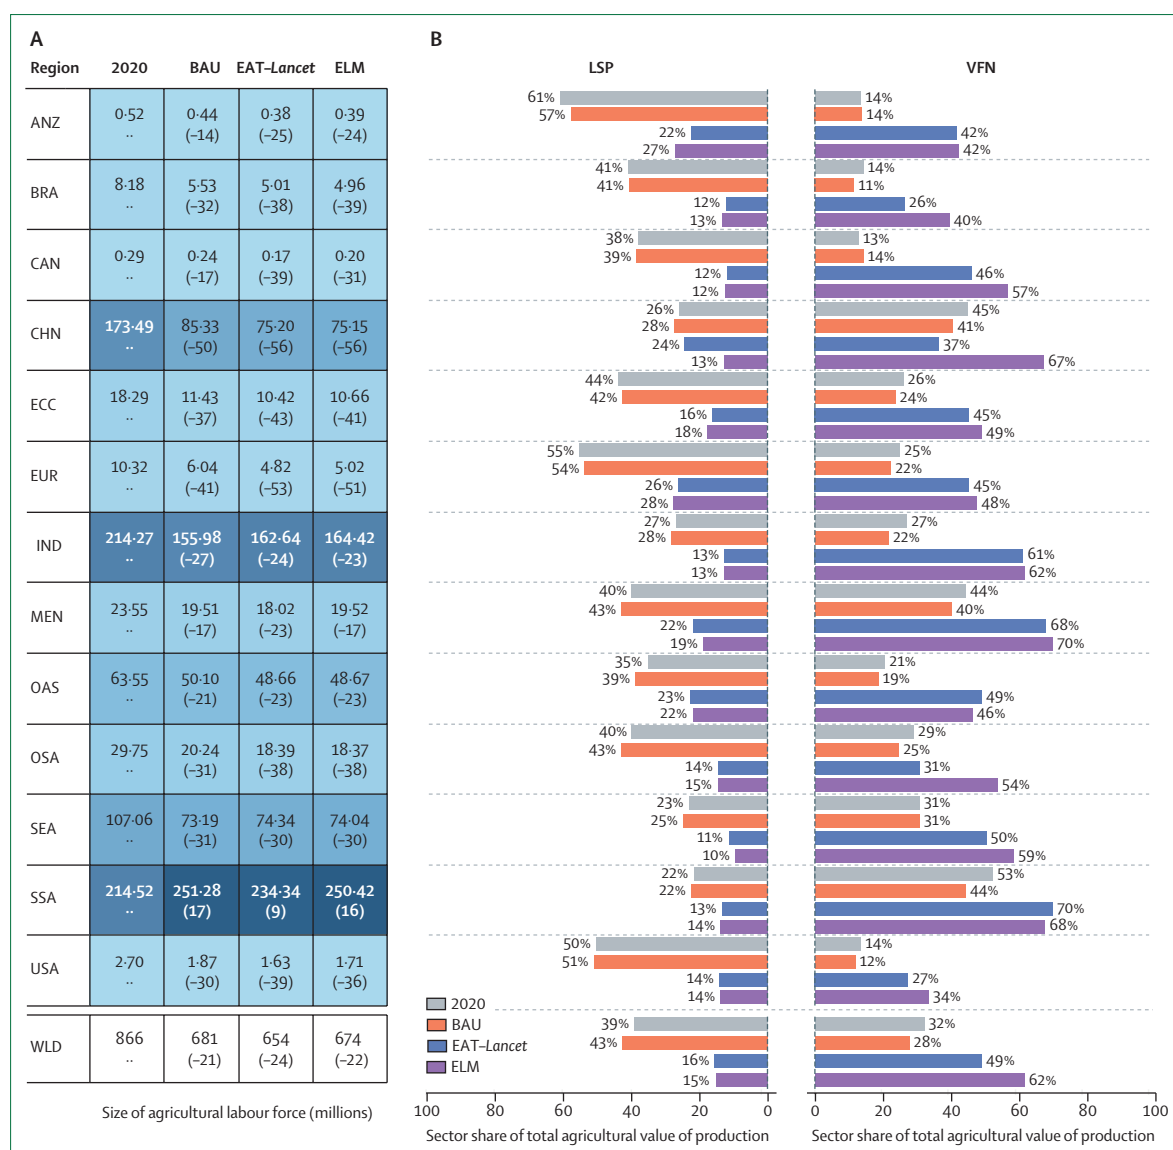 A
Region 2020 BAU EAT–Lancet ELM
ANZ 0·52 0·44 0·38 0·39
·· (–14) (–25) (–24)
BRA 8·18 5·53 5·01 4·96
·· (–32) (–38) (–39)
CAN 0·29 0·24 0·17 0·20
·· (–17) (–39) (–31)
CHN 173·49 85·33 75·20 75·15
·· (–50) (–56) (–56)
ECC 18·29 11·43 10·42 10·66
·· (–37) (–43) (–41)
EUR 10·32 6·04 4·82 5·02
·· (–41) (–53) (–51)
IND 214·27 155·98 162·64 164·42
·· (–27) (–24) (–23)
MEN 23·55 19·51 18·02 19·52
·· (–17) (–23) (–17)
OAS 63·55 50·10 48·66 48·67
·· (–21) (–23) (–23)
OSA 29·75 20·24 18·39 18·37
·· (–31) (–38) (–38)
SEA 107·06 73·19 74·34 74·04
·· (–31) (–30) (–30)
SSA 214·52 251·28 234·34 250·42
·· (17) (9) (16)
USA 2·70 1·87 1·63 1·71
·· (–30) (–39) (–36)
WLD 866 681 654 674
·· (–21) (–24) (–22)
Size of agricultural labour force (millions)
B
LSP VFN
61% 14%
57% 14%
22% 42%
27% 42%
41% 14%
41% 11%
12% 26%
13% 40%
38% 13%
39% 14%
12% 46%
12% 57%
26% 45%
28% 41%
24% 37%
13% 67%
44% 26%
42% 24%
16% 45%
18% 49%
55% 25%
54% 22%
26% 45%
28% 48%
27% 27%
28% 22%
13% 61%
13% 62%
40% 44%
43% 40%
22% 68%
19% 70%
35% 21%
39% 19%
23% 49%
22% 46%
40% 29%
43% 25%
14% 31%
15% 54%
23% 31%
25% 31%
11% 50%
10% 59%
22% 53%
22% 44%
13% 70%
14% 68%
50% 14%
51% 12%
14% 27%
14% 34%
2020
BAU
EAT–Lancet
ELM
39% 32%
43% 28%
16% 49%
15% 62%
100 80 60 40 20 0 0 20 40 60 80 100
Sector share of total agricultural value of production Sector share of total agricultural value of production